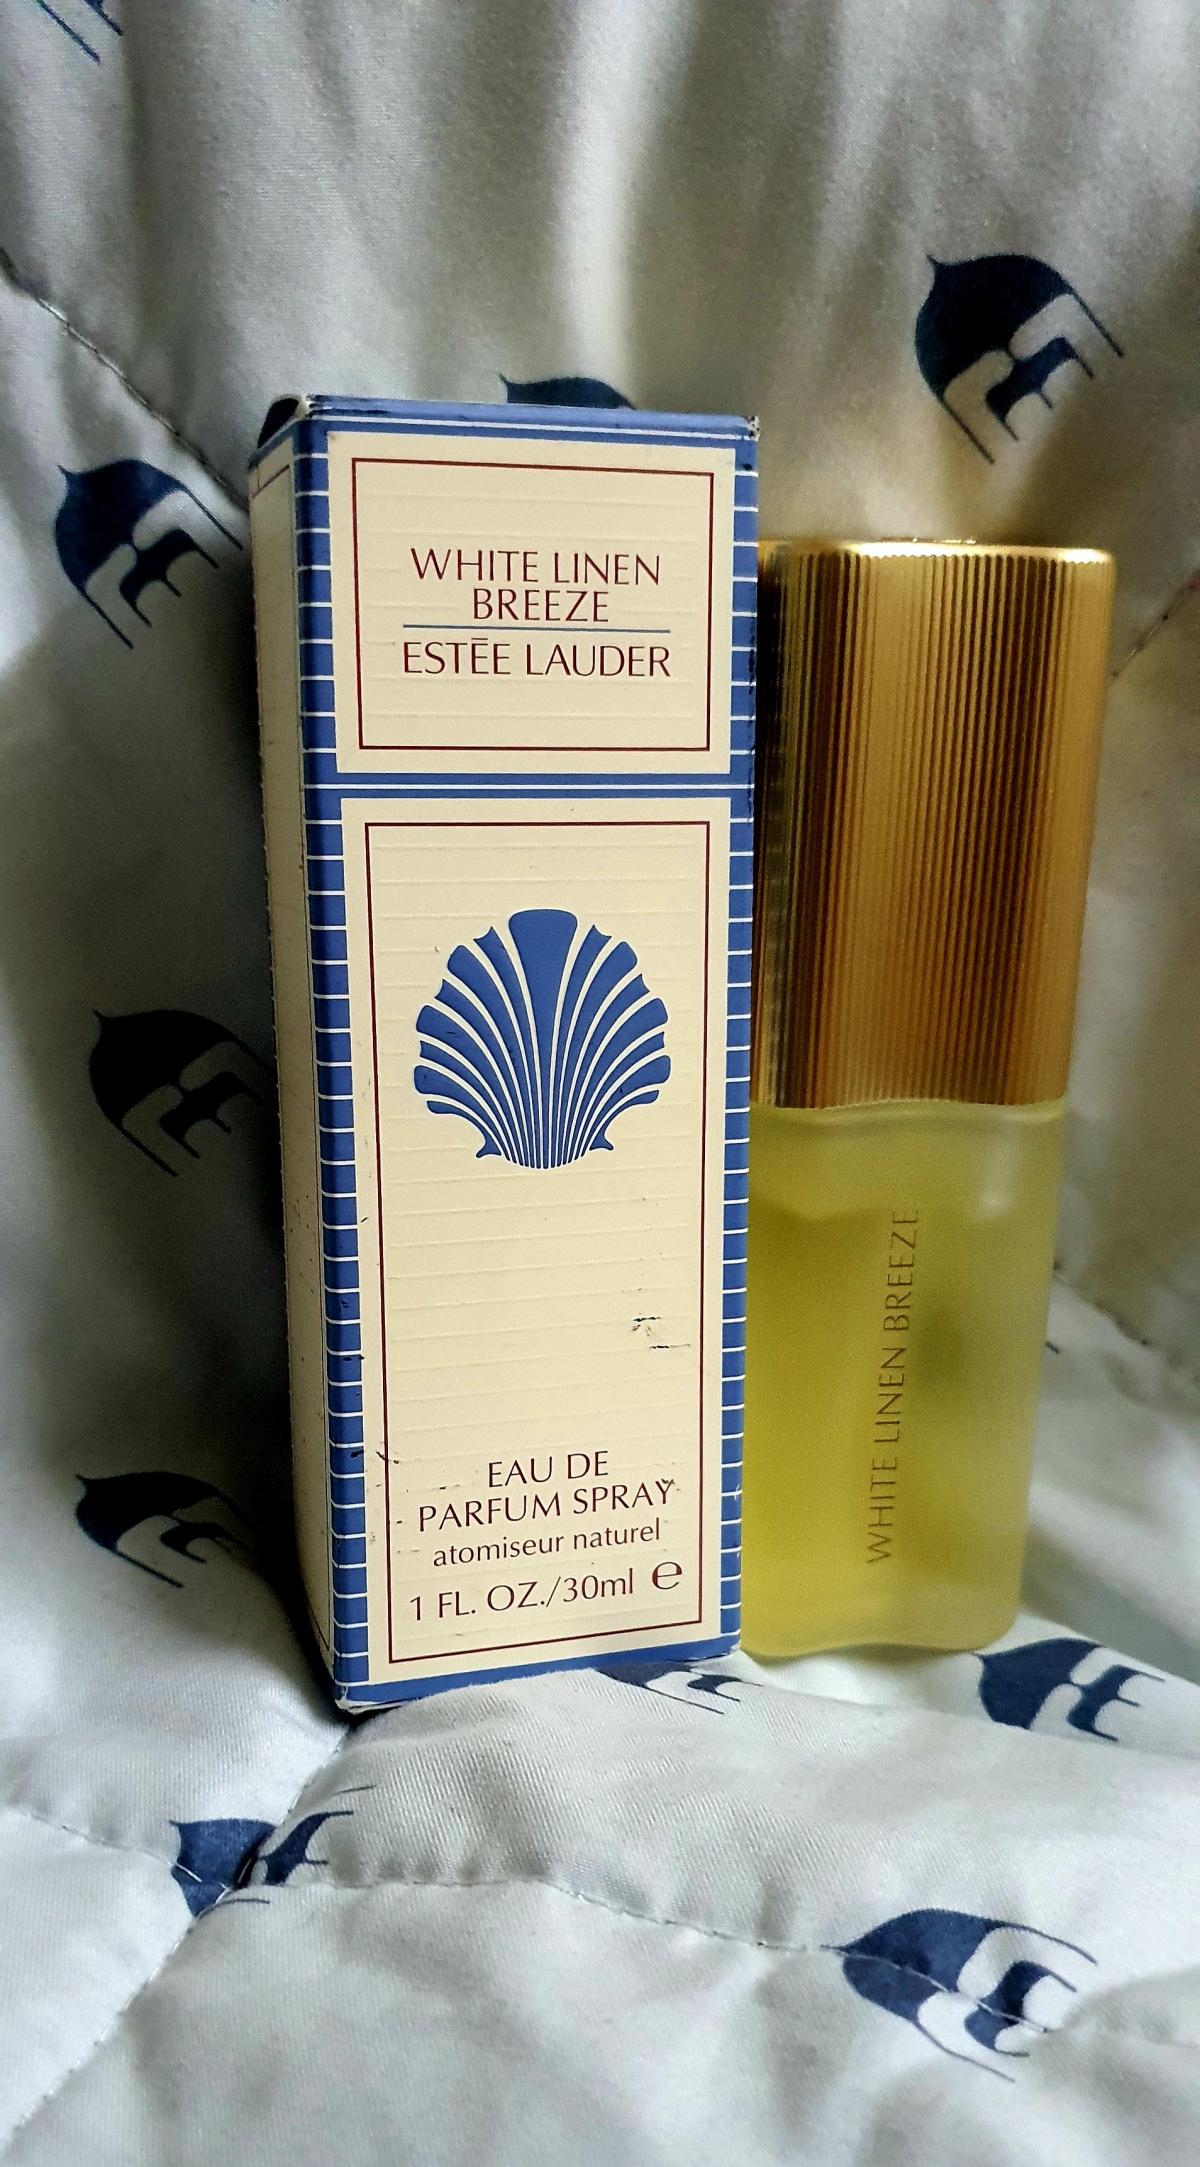 WHITE LINEN
BREEZE
ESTĒE LAUDER
EAU DE
PARFUM SPRAY
atomiseur naturel
1 FL. OZ./30ml ℮
WHITE LINEN BREEZE